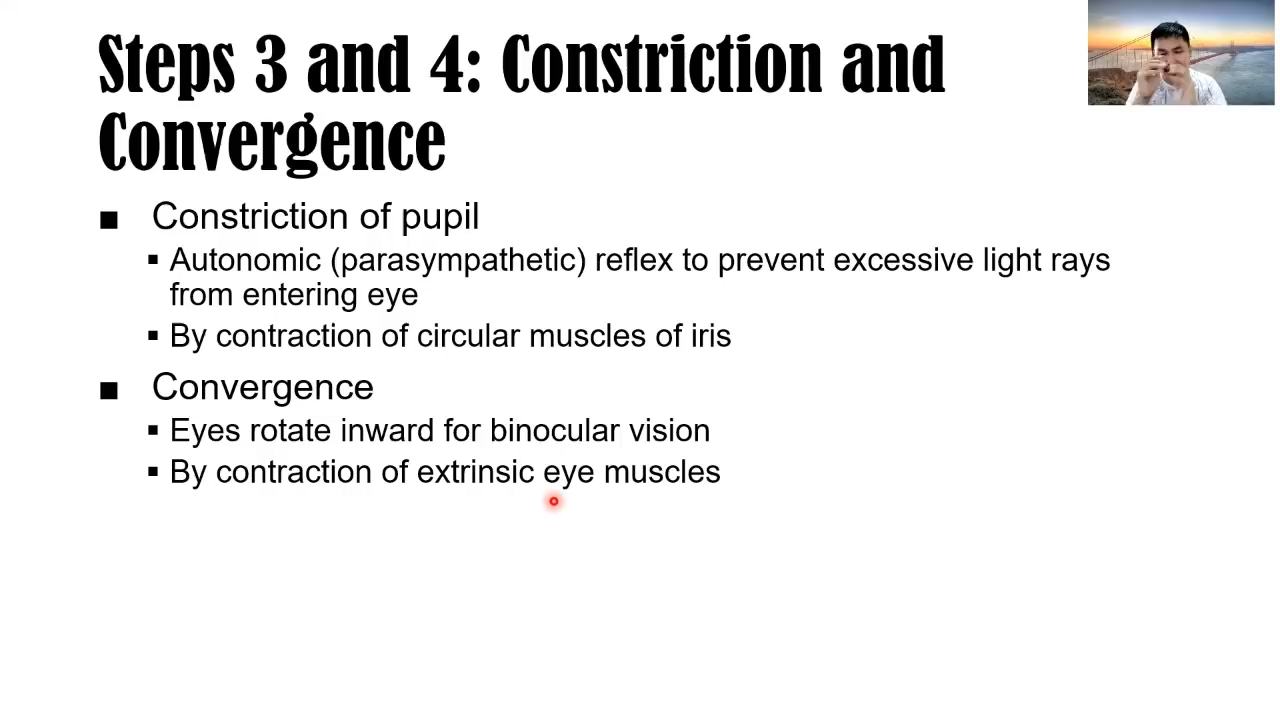 Steps 3 and 4: Constriction and
Convergence
■ Constriction of pupil
▪ Autonomic (parasympathetic) reflex to prevent excessive light rays
from entering eye
▪ By contraction of circular muscles of iris
■ Convergence
▪ Eyes rotate inward for binocular vision
▪ By contraction of extrinsic eye muscles